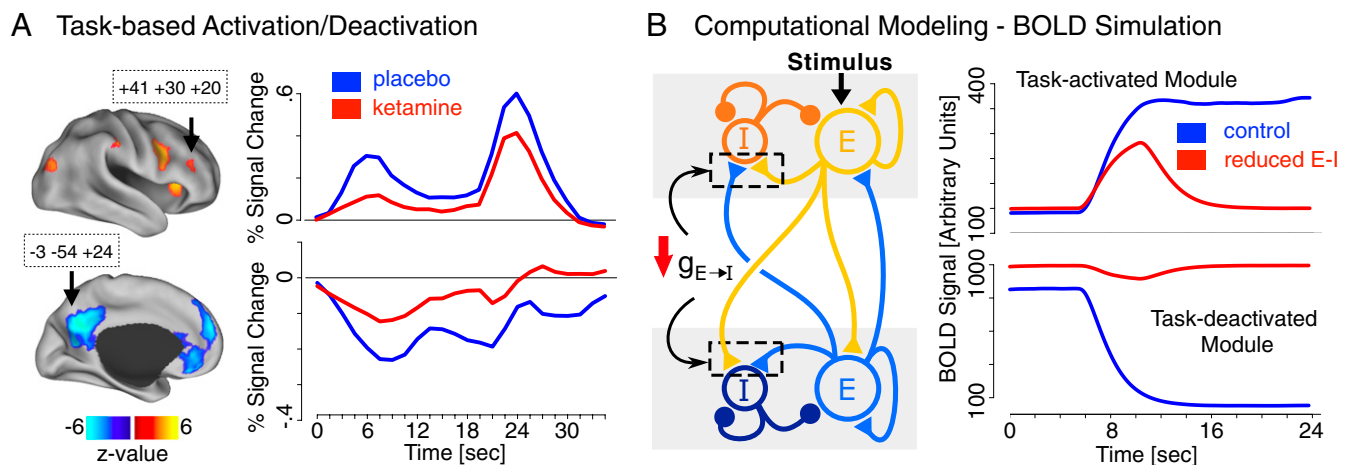 A Task-based Activation/Deactivation
+41 +30 +20
-3 -54 +24
-6 6
z-value
% Signal Change
.6
0
placebo
ketamine
% Signal Change
0
-.4
0 6 12 18 24 30
Time [sec]
B Computational Modeling - BOLD Simulation
Stimulus
I E
gE→I
I E
BOLD Signal [Arbitrary Units]
Task-activated Module
400
100
control
reduced E-I
1000
100
Task-deactivated
Module
0 8 16 24
Time [sec]